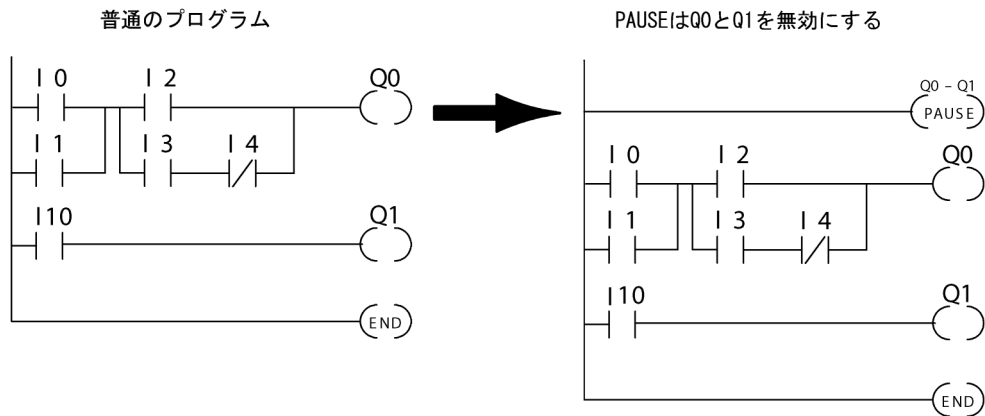 普通のプログラム
I 0 I 2 Q0
I 1 I 3 I 4
I10 Q1
END
PAUSEはQ0とQ1を無効にする
Q0 – Q1
PAUSE
I 0 I 2 Q0
I 1 I 3 I 4
I10 Q1
END